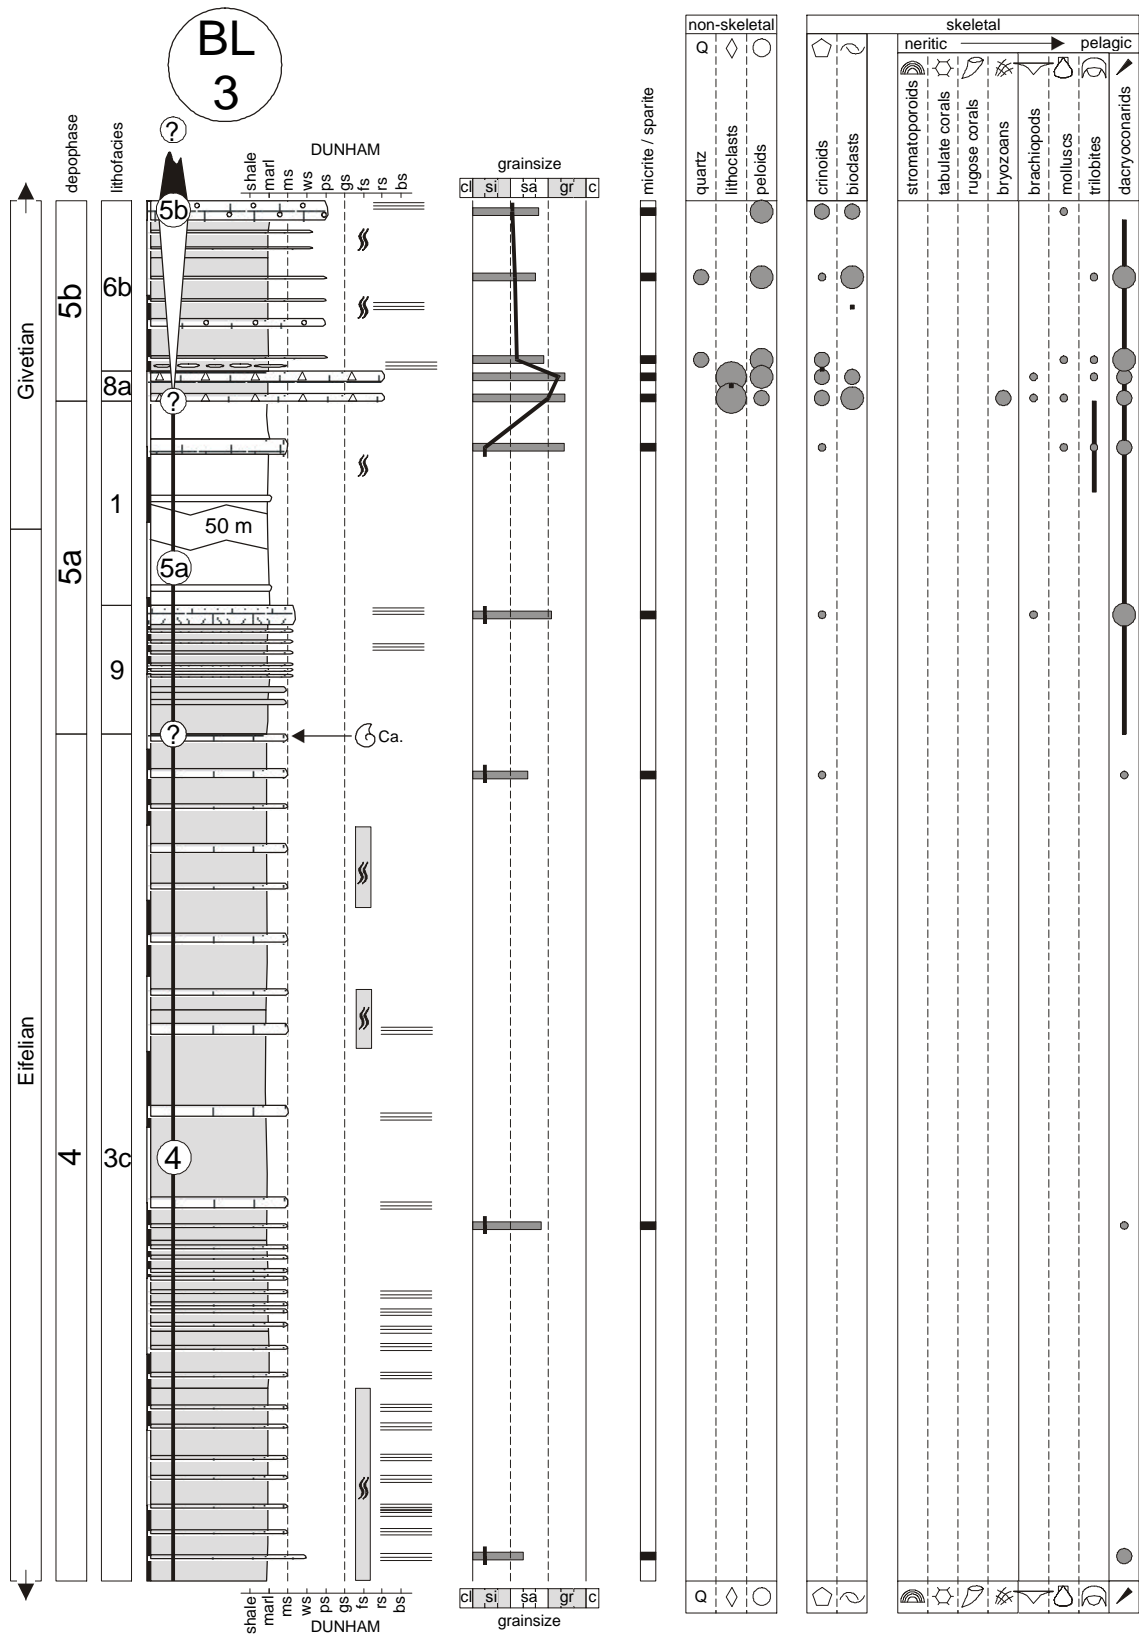 BL
3
non-skeletal
skeletal
neritic
pelagic
Q
quartz
lithoclasts
peloids
crinoids
bioclasts
stromatoporoids
tabulate corals
rugose corals
bryozoans
brachiopods
molluscs
trilobites
dacryoconarids
depophase
lithofacies
?
DUNHAM
shale
marl
ms
ws
ps
gs
fs
rs
bs
grainsize
cl
si
sa
gr
c
micrite / sparite
5b
Givetian
5b
6b
8a
?
1
50 m
5a
5a
9
?
Ca.
Eifelian
4
3c
4
shale
marl
ms
ws
ps
gs
fs
rs
bs
DUNHAM
cl
si
sa
gr
c
grainsize
Q